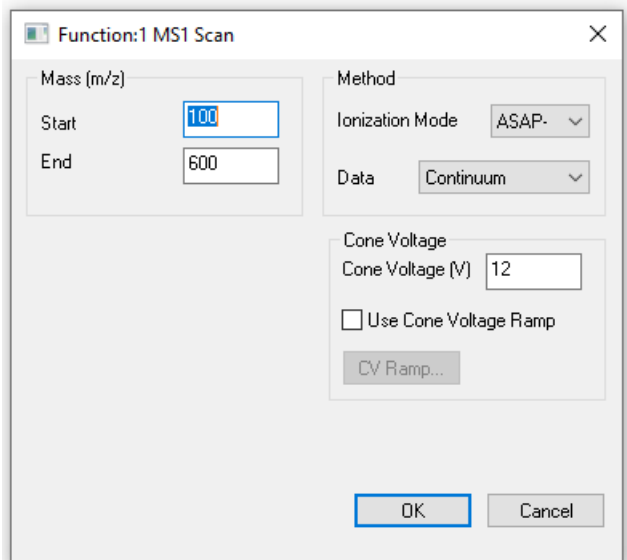 Function:1 MS1 Scan
Mass (m/z)
Start 100
End 600
Method
Ionization Mode ASAP-
Data Continuum
Cone Voltage
Cone Voltage (V) 12
Use Cone Voltage Ramp
CV Ramp...
OK Cancel